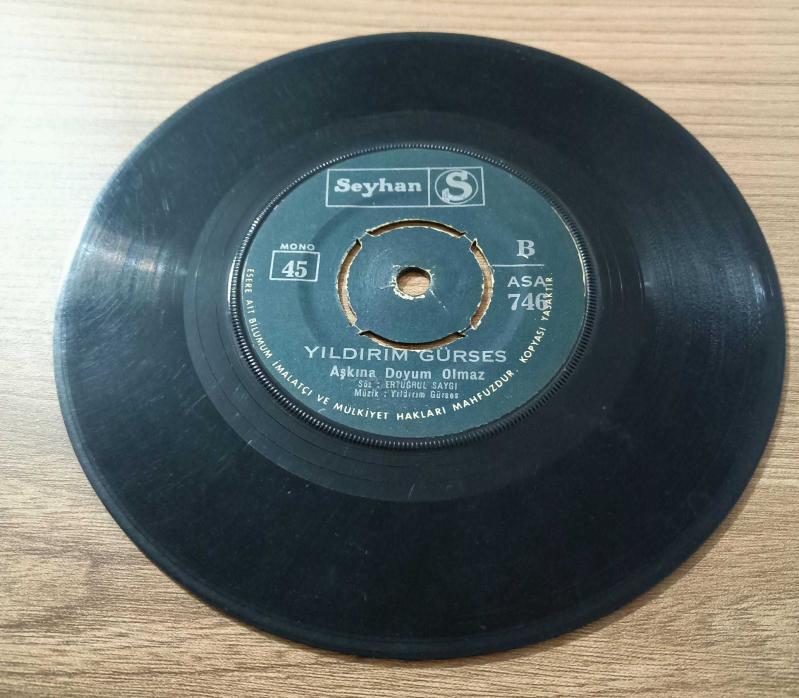 Seyhan S
MONO
45
B
ASA
746
YILDIRIM GÜRSES
Aşkına Doyum Olmaz
Söz : ERTUĞRUL SAYGI
Müzik : Yıldırım Gürses
ESERE AİT BİLUMUM İMALATÇI VE MÜLKİYET HAKLARI MAHFUZDUR. KOPYASI YASAKTIR.